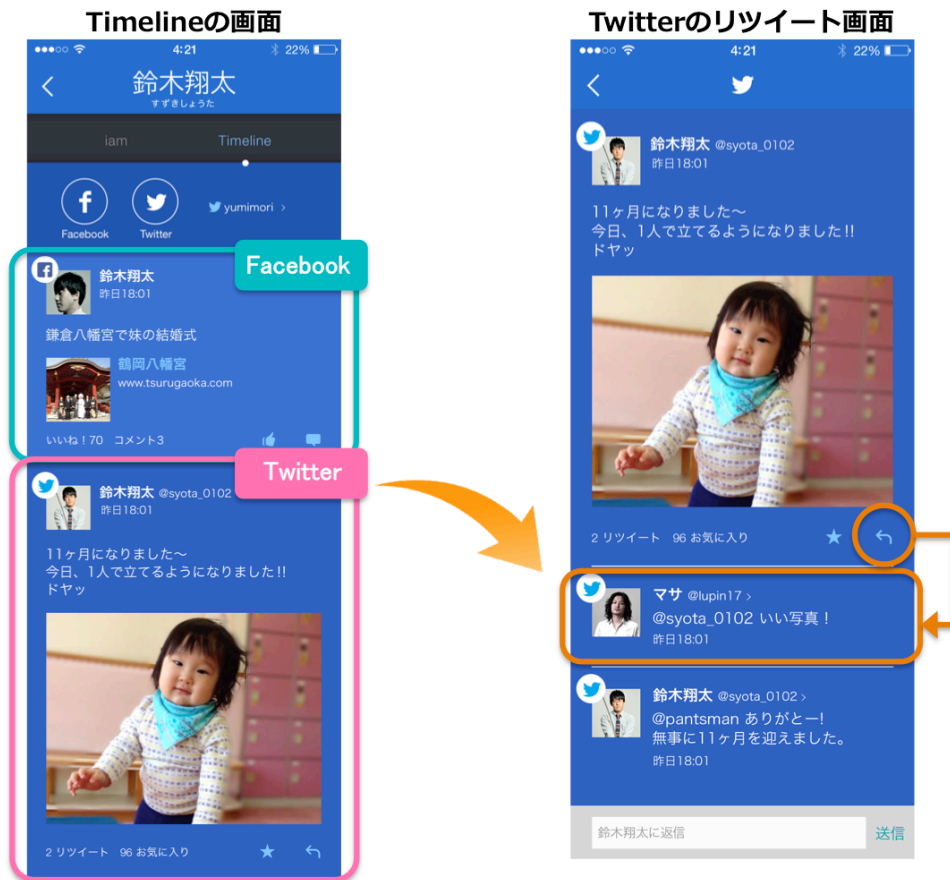 Timelineの画面
4:21
22%
鈴木翔太
すずきしょうた
iam
Timeline
Facebook
Twitter
yumimori >
Facebook
鈴木翔太
昨日18:01
鎌倉八幡宮で妹の結婚式
鶴岡八幡宮
www.tsurugaoka.com
いいね!70 コメント3
Twitter
鈴木翔太 @syota_0102
昨日18:01
11ヶ月になりました〜
今日、1人で立てるようになりました!!
ドヤッ
2 リツイート 96 お気に入り
Twitterのリツイート画面
4:21
22%
鈴木翔太 @syota_0102
昨日18:01
11ヶ月になりました〜
今日、1人で立てるようになりました!!
ドヤッ
2 リツイート 96 お気に入り
マサ @lupin17 >
@syota_0102 いい写真!
昨日18:01
鈴木翔太 @syota_0102 >
@pantsman ありがとー!
無事に11ヶ月を迎えました。
昨日18:01
鈴木翔太に返信
送信